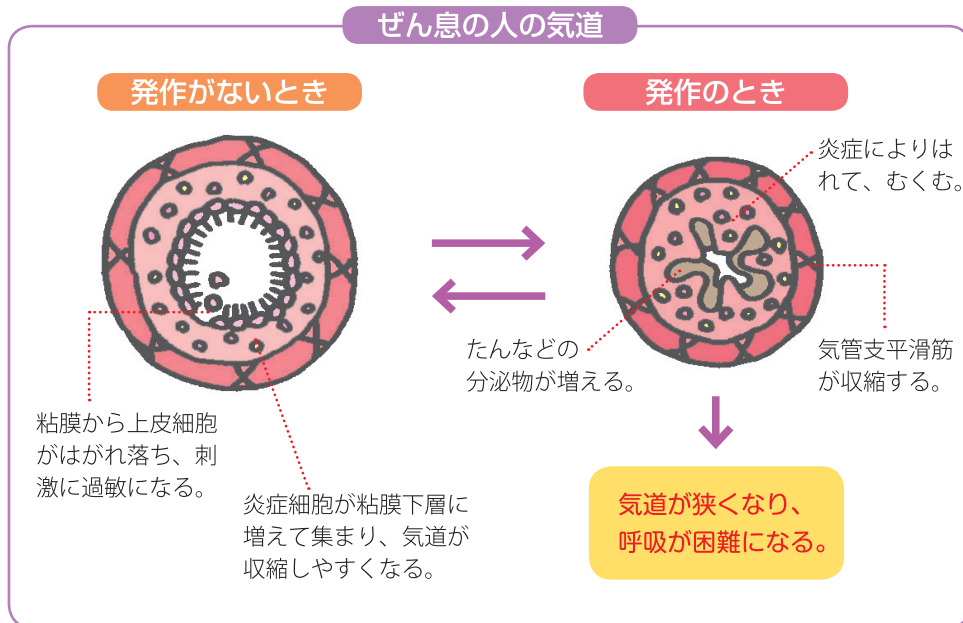 ぜん息の人の気道
発作がないとき
発作のとき
炎症によりは
れて、むくむ。
たんなどの
分泌物が増える。
気管支平滑筋
が収縮する。
粘膜から上皮細胞
がはがれ落ち、刺
激に過敏になる。
炎症細胞が粘膜下層に
増えて集まり、気道が
収縮しやすくなる。
気道が狭くなり、
呼吸が困難になる。